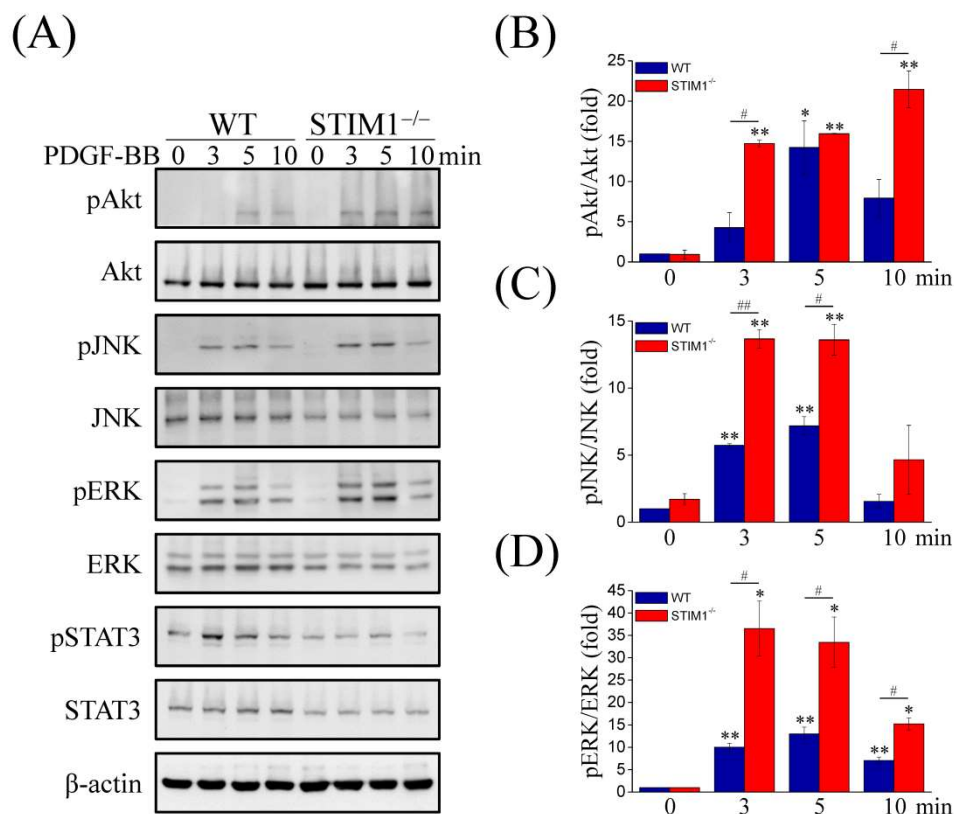 (A)
WT STIM1⁻/⁻
PDGF-BB 0 3 5 10 0 3 5 10 min
pAkt
Akt
pJNK
JNK
pERK
ERK
pSTAT3
STAT3
β-actin
(B)
WT
STIM1⁻/⁻
pAkt/Akt (fold)
25
20
15
10
5
0
# ** * ** # **
0 3 5 10 min
(C)
WT
STIM1⁻/⁻
pJNK/JNK (fold)
15
10
5
0
** ## ** ** # **
0 3 5 10 min
(D)
WT
STIM1⁻/⁻
pERK/ERK (fold)
45
40
35
30
25
20
15
10
5
0
** # * ** # * ** # *
0 3 5 10 min